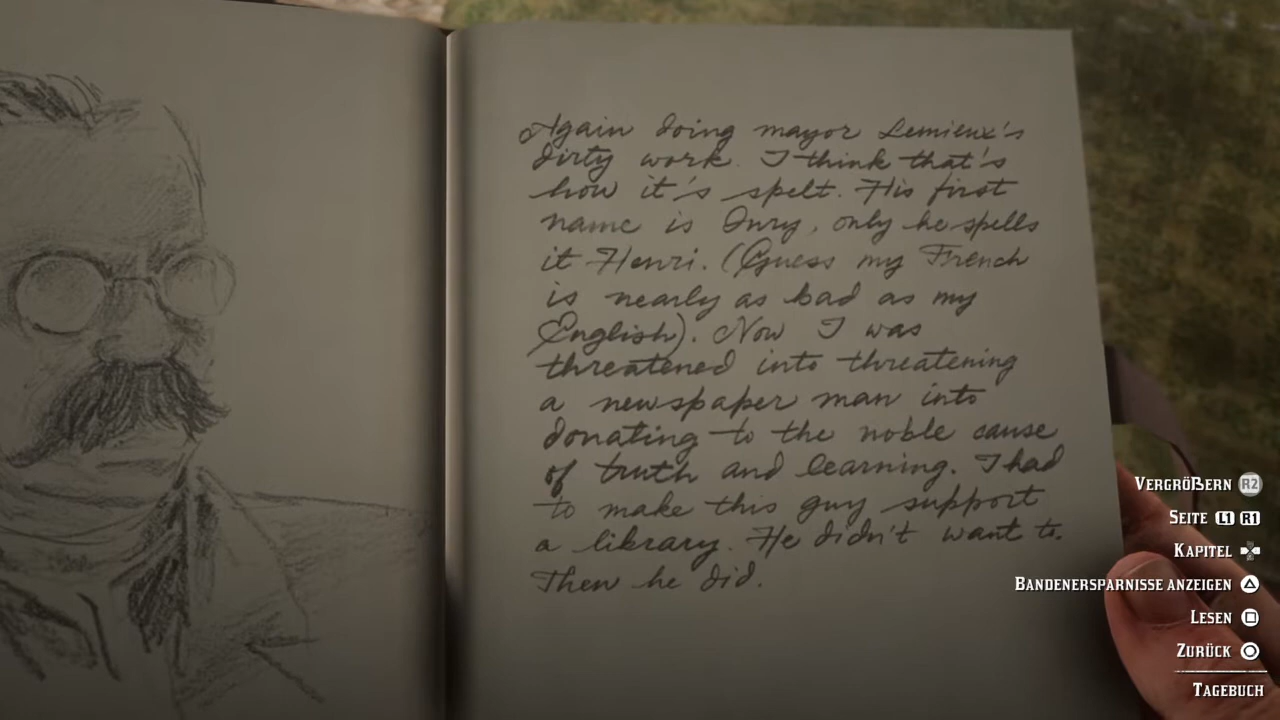 Again doing mayor Lemieux's
dirty work. I think that's
how it's spelt. His first
name is Onry, only he spells
it Henri. (Guess my French
is nearly as bad as my
English). Now I was
threatened into threatening
a newspaper man into
donating to the noble cause
of truth and learning. I had
to make this guy support
a library. He didn't want to.
Then he did.
VERGRÖẞERN R2
SEITE L1 R1
KAPITEL
BANDENERSPARNISSE ANZEIGEN
LESEN
ZURÜCK
TAGEBUCH